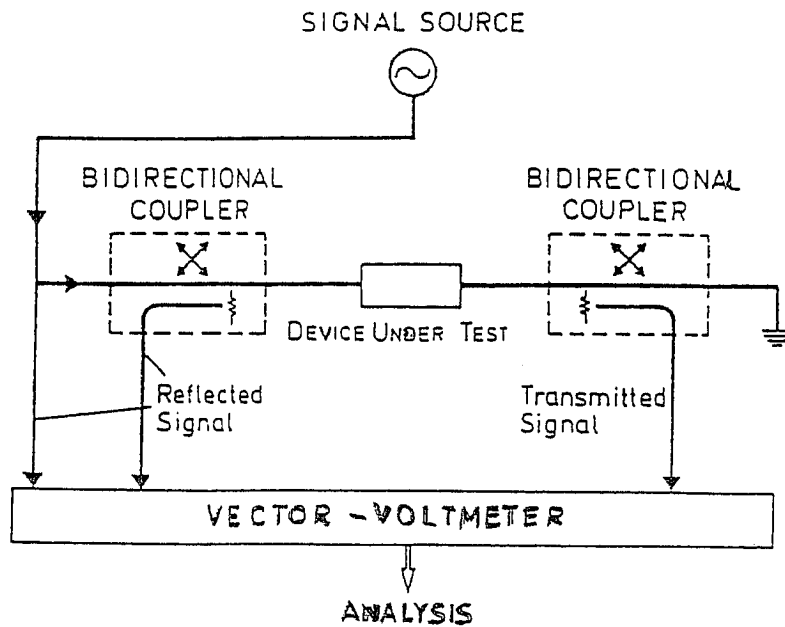 SIGNAL SOURCE
BIDIRECTIONAL
COUPLER
BIDIRECTIONAL
COUPLER
DEVICE UNDER TEST
Reflected
Signal
Transmitted
Signal
VECTOR - VOLTMETER
ANALYSIS